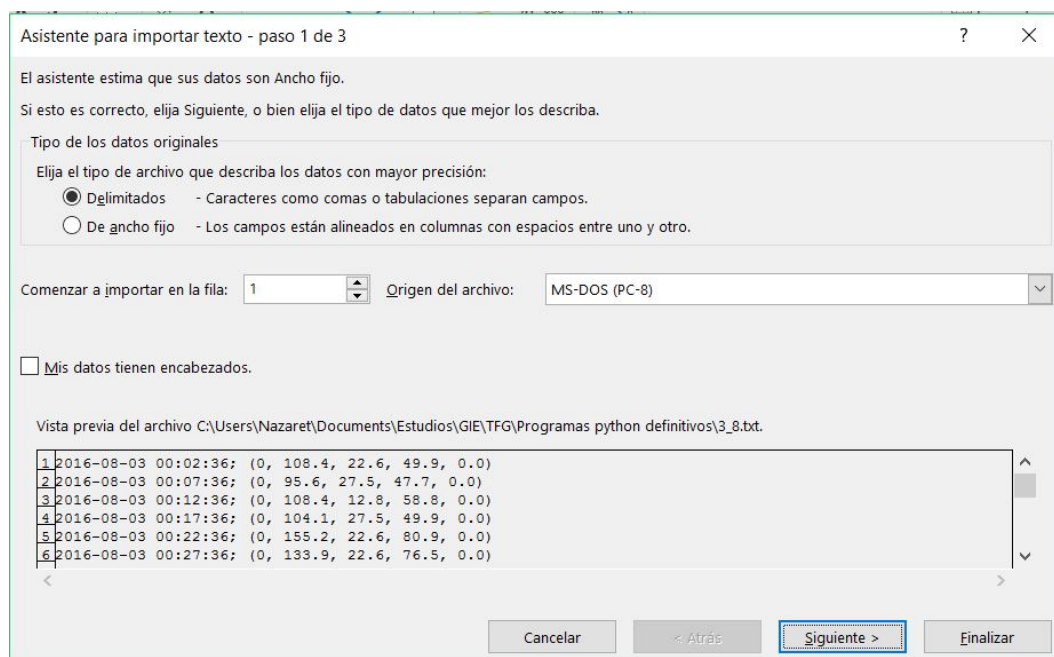 Asistente para importar texto - paso 1 de 3
?
El asistente estima que sus datos son Ancho fijo.
Si esto es correcto, elija Siguiente, o bien elija el tipo de datos que mejor los describa.
Tipo de los datos originales
Elija el tipo de archivo que describa los datos con mayor precisión:
Delimitados - Caracteres como comas o tabulaciones separan campos.
De ancho fijo - Los campos están alineados en columnas con espacios entre uno y otro.
Comenzar a importar en la fila: 1 Origen del archivo: MS-DOS (PC-8)
Mis datos tienen encabezados.
Vista previa del archivo C:\Users\Nazaret\Documents\Estudios\GIE\TFG\Programas python definitivos\3_8.txt.
1 2016-08-03 00:02:36; (0, 108.4, 22.6, 49.9, 0.0)
2 2016-08-03 00:07:36; (0, 95.6, 27.5, 47.7, 0.0)
3 2016-08-03 00:12:36; (0, 108.4, 12.8, 58.8, 0.0)
4 2016-08-03 00:17:36; (0, 104.1, 27.5, 49.9, 0.0)
5 2016-08-03 00:22:36; (0, 155.2, 22.6, 80.9, 0.0)
6 2016-08-03 00:27:36; (0, 133.9, 22.6, 76.5, 0.0)
Cancelar < Atrás Siguiente > Finalizar